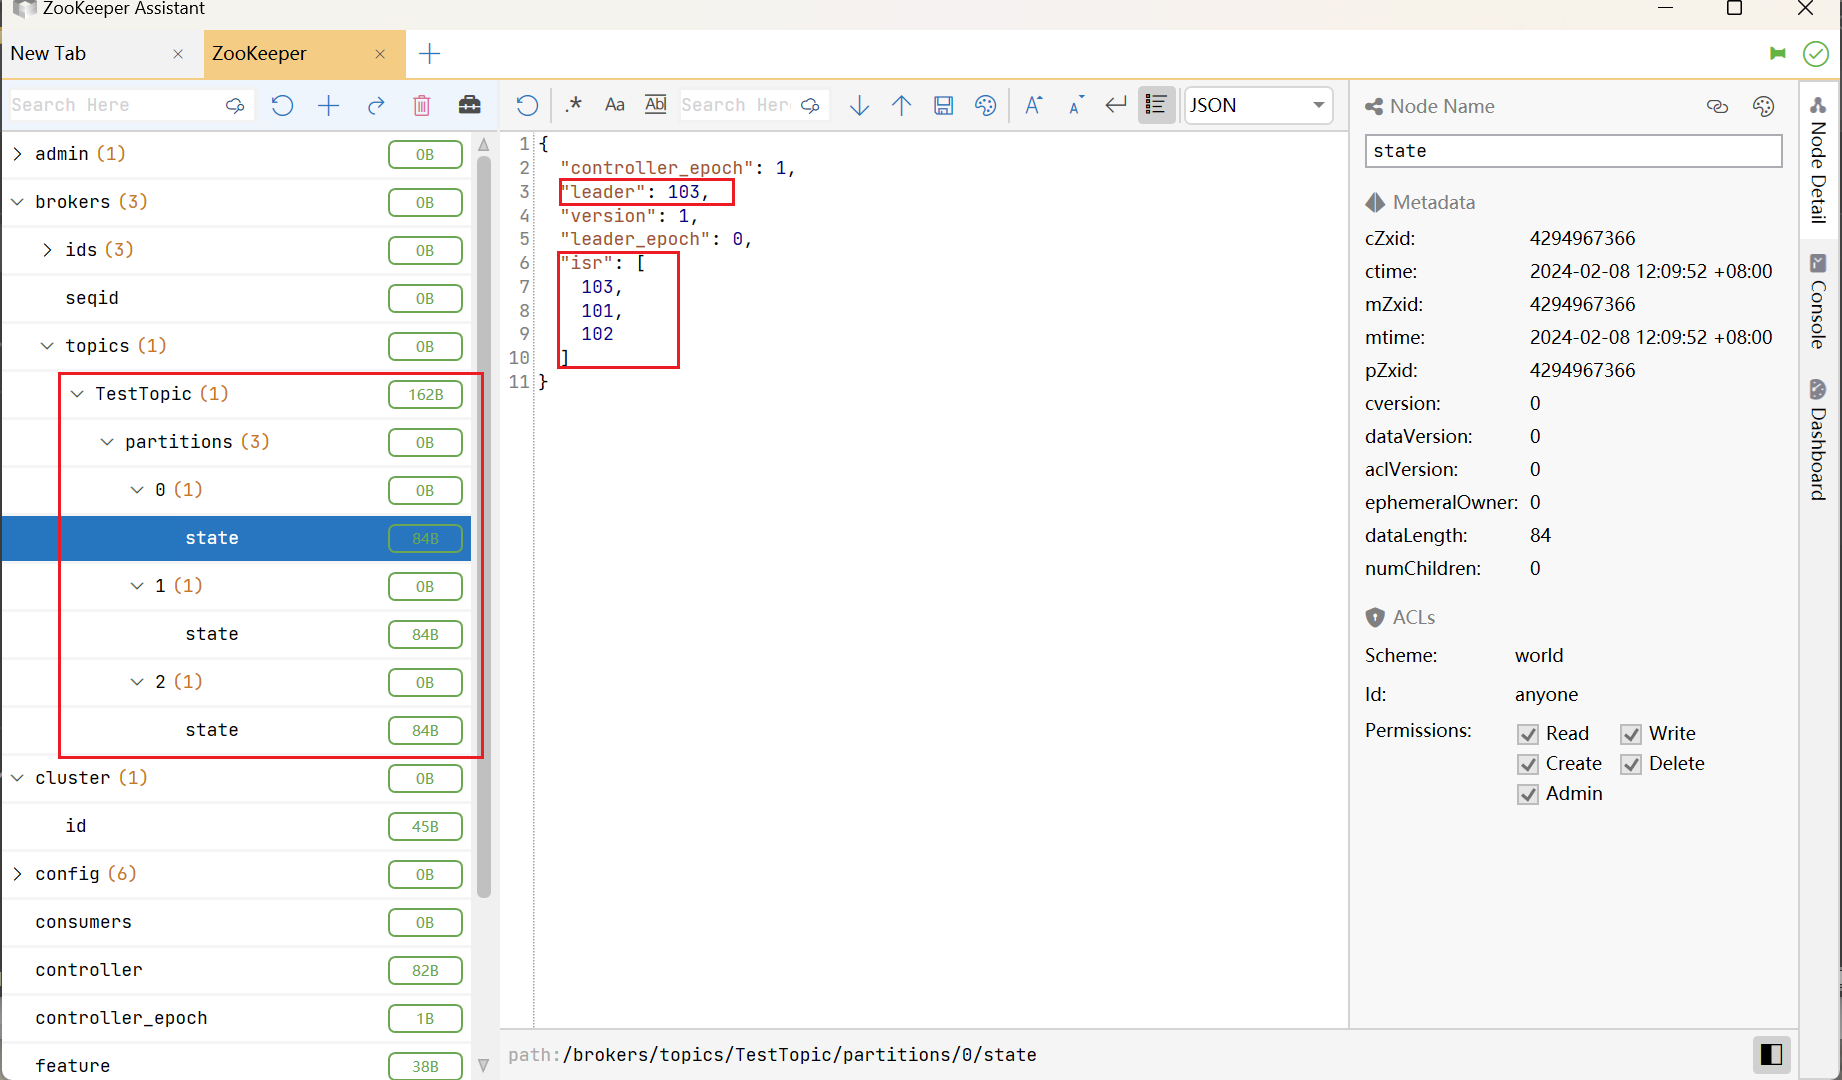 ZooKeeper Assistant
New Tab
ZooKeeper
Search Here
.* Aa Abl Search Her JSON
admin (1) 0B
brokers (3) 0B
ids (3) 0B
seqid 0B
topics (1) 0B
TestTopic (1) 162B
partitions (3) 0B
0 (1) 0B
state 84B
1 (1) 0B
state 84B
2 (1) 0B
state 84B
cluster (1) 0B
id 45B
config (6) 0B
consumers 0B
controller 82B
controller_epoch 1B
feature 38B
1 {
2 "controller_epoch": 1,
3 "leader": 103,
4 "version": 1,
5 "leader_epoch": 0,
6 "isr": [
7 103,
8 101,
9 102
10 ]
11 }
path:/brokers/topics/TestTopic/partitions/0/state
Node Name
state
Metadata
cZxid: 4294967366
ctime: 2024-02-08 12:09:52 +08:00
mZxid: 4294967366
mtime: 2024-02-08 12:09:52 +08:00
pZxid: 4294967366
cversion: 0
dataVersion: 0
aclVersion: 0
ephemeralOwner: 0
dataLength: 84
numChildren: 0
ACLs
Scheme: world
Id: anyone
Permissions: Read Write
Create Delete
Admin
Node Detail
Console
Dashboard